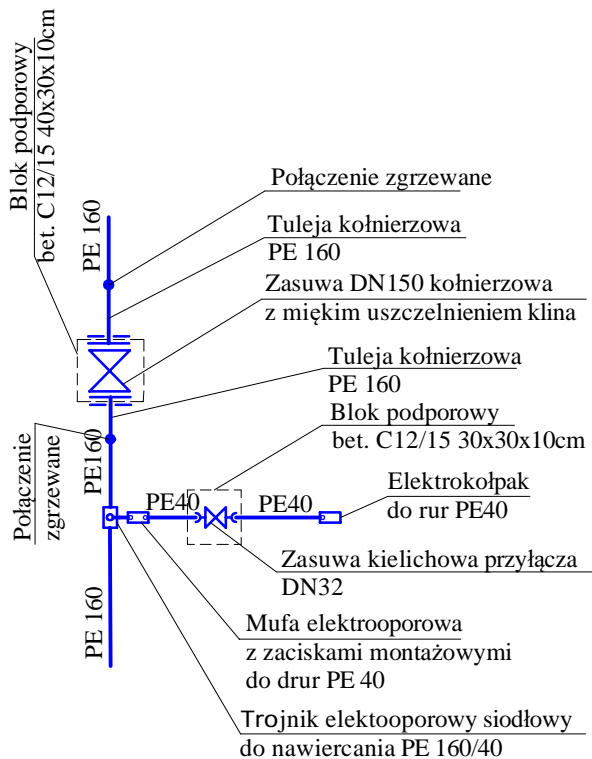 Blok podporowy
bet. C12/15 40x30x10cm
PE 160
Połączenie zgrzewane
Tuleja kołnierzowa
PE 160
Zasuwa DN150 kołnierzowa
z miękim uszczelnieniem klina
Tuleja kołnierzowa
PE 160
Blok podporowy
bet. C12/15 30x30x10cm
Połączenie
zgrzewane
PE160
PE40
PE40
Elektrokołpak
do rur PE40
Zasuwa kielichowa przyłącza
DN32
PE 160
Mufa elektrooporowa
z zaciskami montażowymi
do drur PE 40
Trojnik elektooporowy siodłowy
do nawiercania PE 160/40